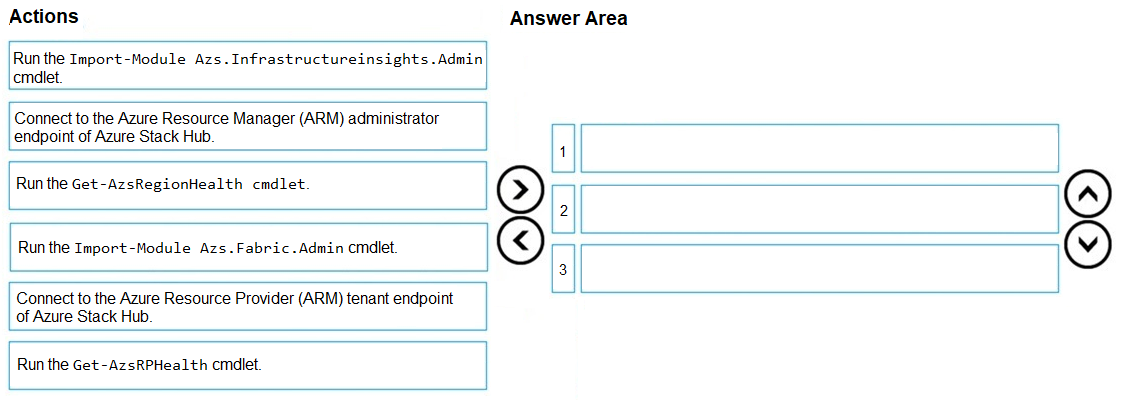 Actions
Answer Area
Run the Import-Module Azs.Infrastructureinsights.Admin
cmdlet.
Connect to the Azure Resource Manager (ARM) administrator
endpoint of Azure Stack Hub.
Run the Get-AzsRegionHealth cmdlet.
Run the Import-Module Azs.Fabric.Admin cmdlet.
Connect to the Azure Resource Provider (ARM) tenant endpoint
of Azure Stack Hub.
Run the Get-AzsRPHealth cmdlet.
1
2
3